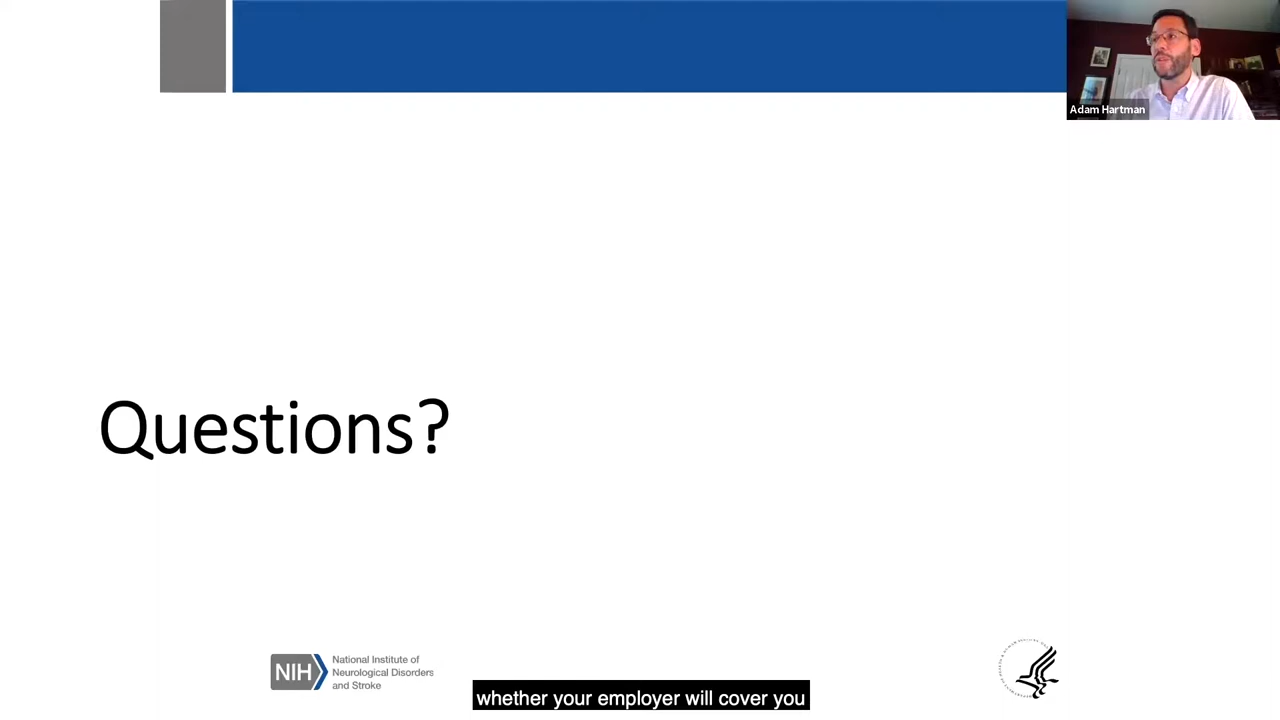 Adam Hartman
Questions?
NIH
National Institute of
Neurological Disorders
and Stroke
whether your employer will cover you